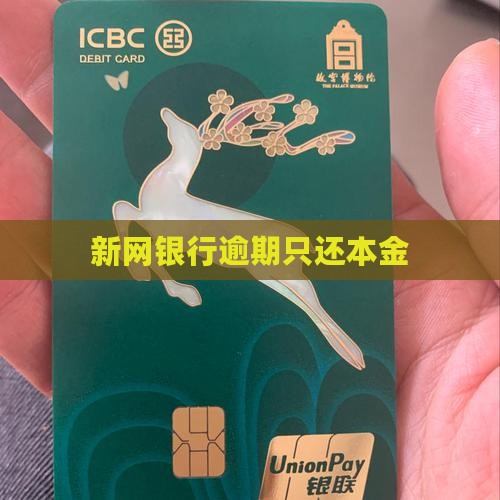 ICBC
DEBIT CARD
故宫博物院
THE PALACE MUSEUM
新网银行逾期只还本金
UnionPay
银联